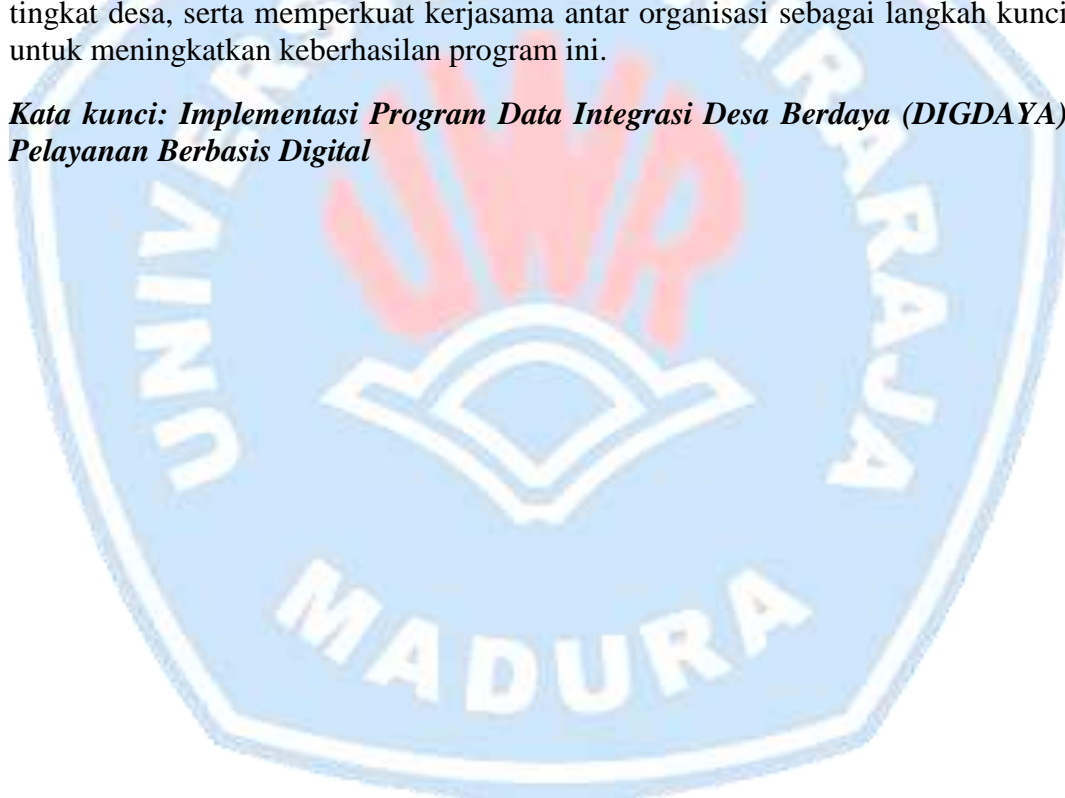 tingkat desa, serta memperkuat kerjasama antar organisasi sebagai langkah kunci
untuk meningkatkan keberhasilan program ini.
Kata kunci: Implementasi Program Data Integrasi Desa Berdaya (DIGDAYA)
Pelayanan Berbasis Digital
UWR
MADURA